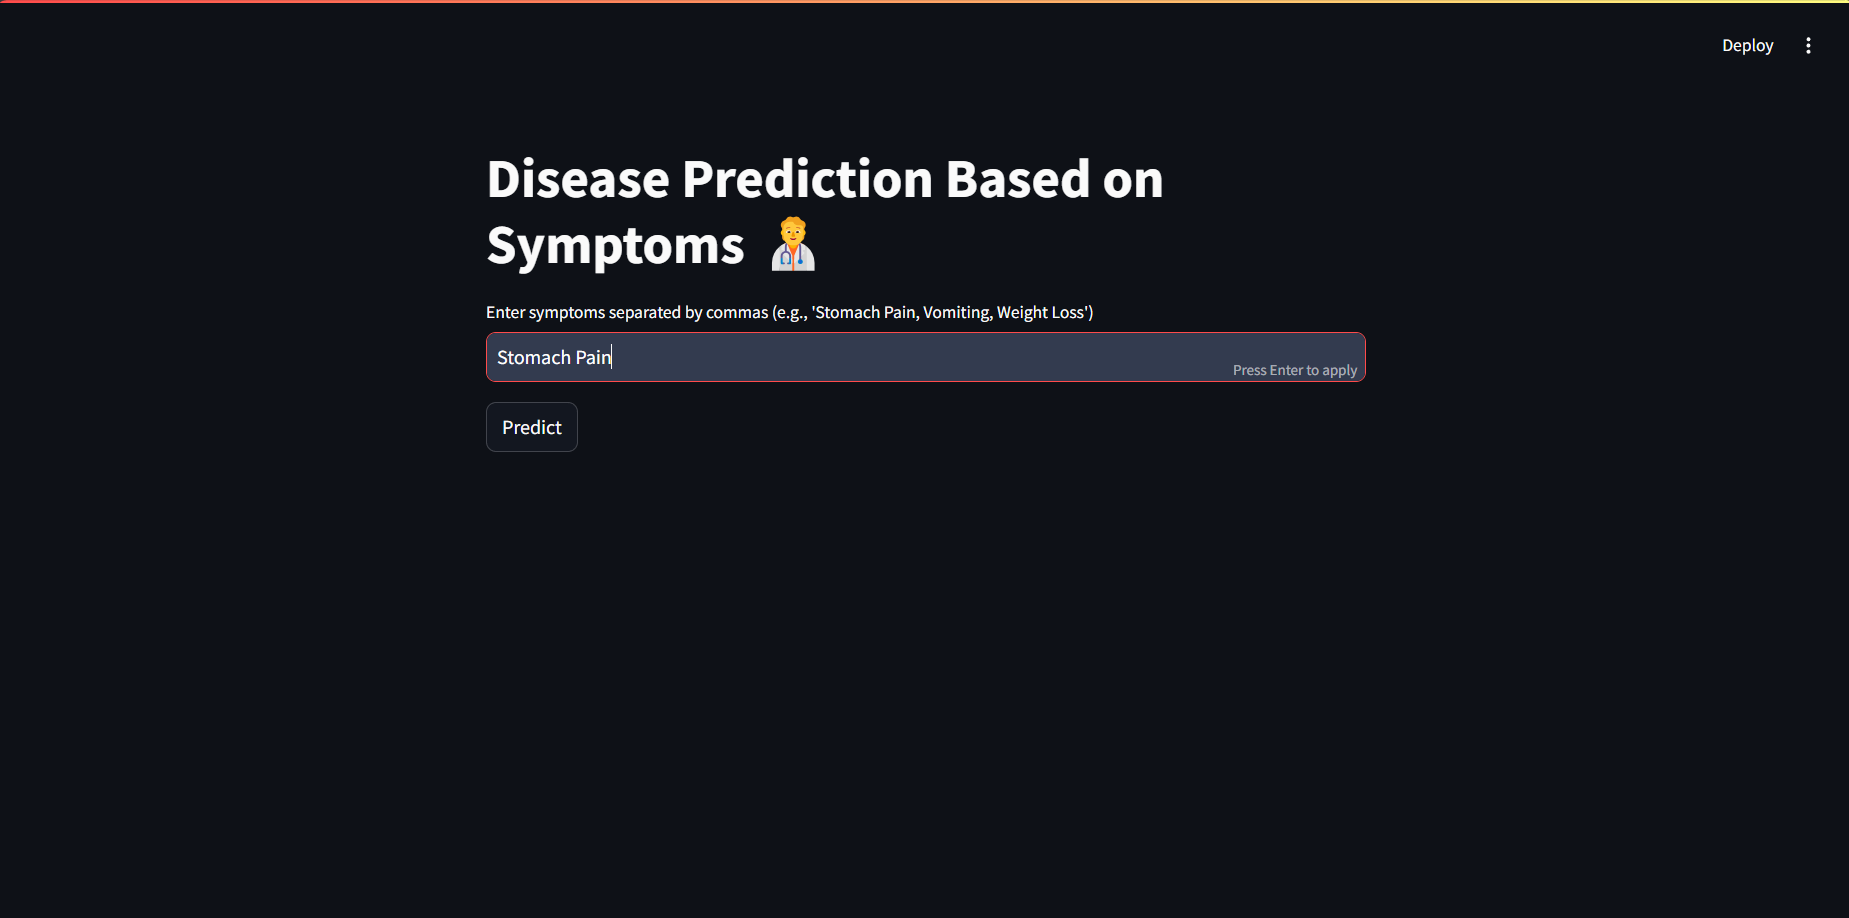 Deploy
Disease Prediction Based on
Symptoms
Enter symptoms separated by commas (e.g., 'Stomach Pain, Vomiting, Weight Loss')
Stomach Pain
Press Enter to apply
Predict